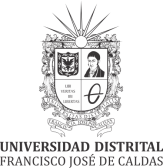 UNIVERSIDAD DISTRITAL
FRANCISCO JOSÉ DE CALDAS